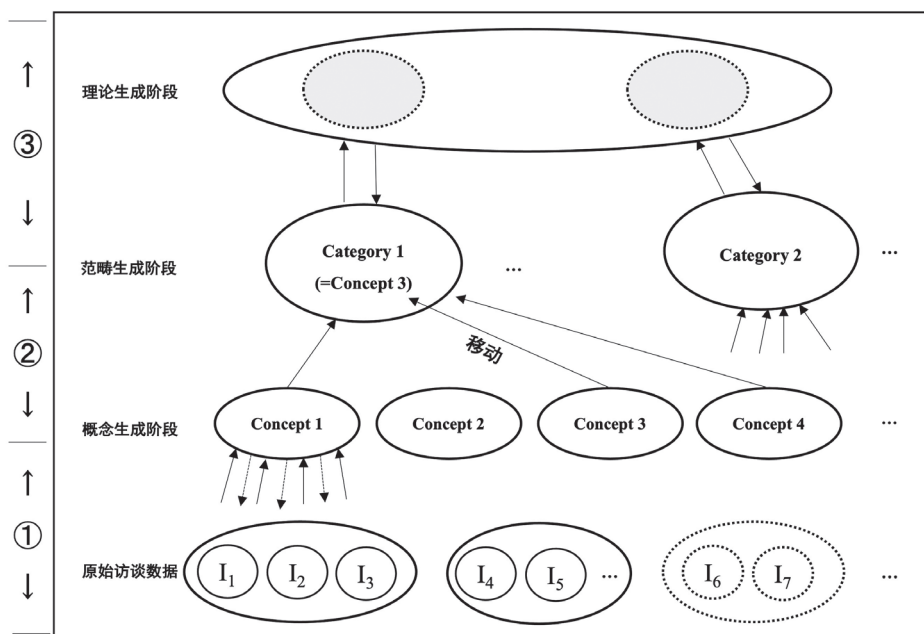 理论生成阶段
③
Category 1
(=Concept 3)
...
Category 2
...
范畴生成阶段
②
移动
Concept 1
Concept 2
Concept 3
Concept 4
...
概念生成阶段
①
原始访谈数据
I₁
I₂
I₃
I₄
I₅
...
I₆
I₇
...